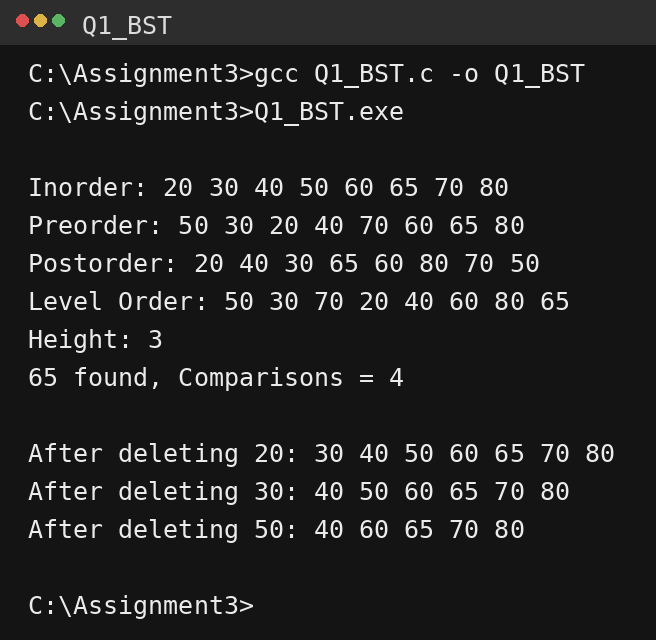 Q1_BST
C:\Assignment3>gcc Q1_BST.c -o Q1_BST
C:\Assignment3>Q1_BST.exe
Inorder: 20 30 40 50 60 65 70 80
Preorder: 50 30 20 40 70 60 65 80
Postorder: 20 40 30 65 60 80 70 50
Level Order: 50 30 70 20 40 60 80 65
Height: 3
65 found, Comparisons = 4
After deleting 20: 30 40 50 60 65 70 80
After deleting 30: 40 50 60 65 70 80
After deleting 50: 40 60 65 70 80
C:\Assignment3>